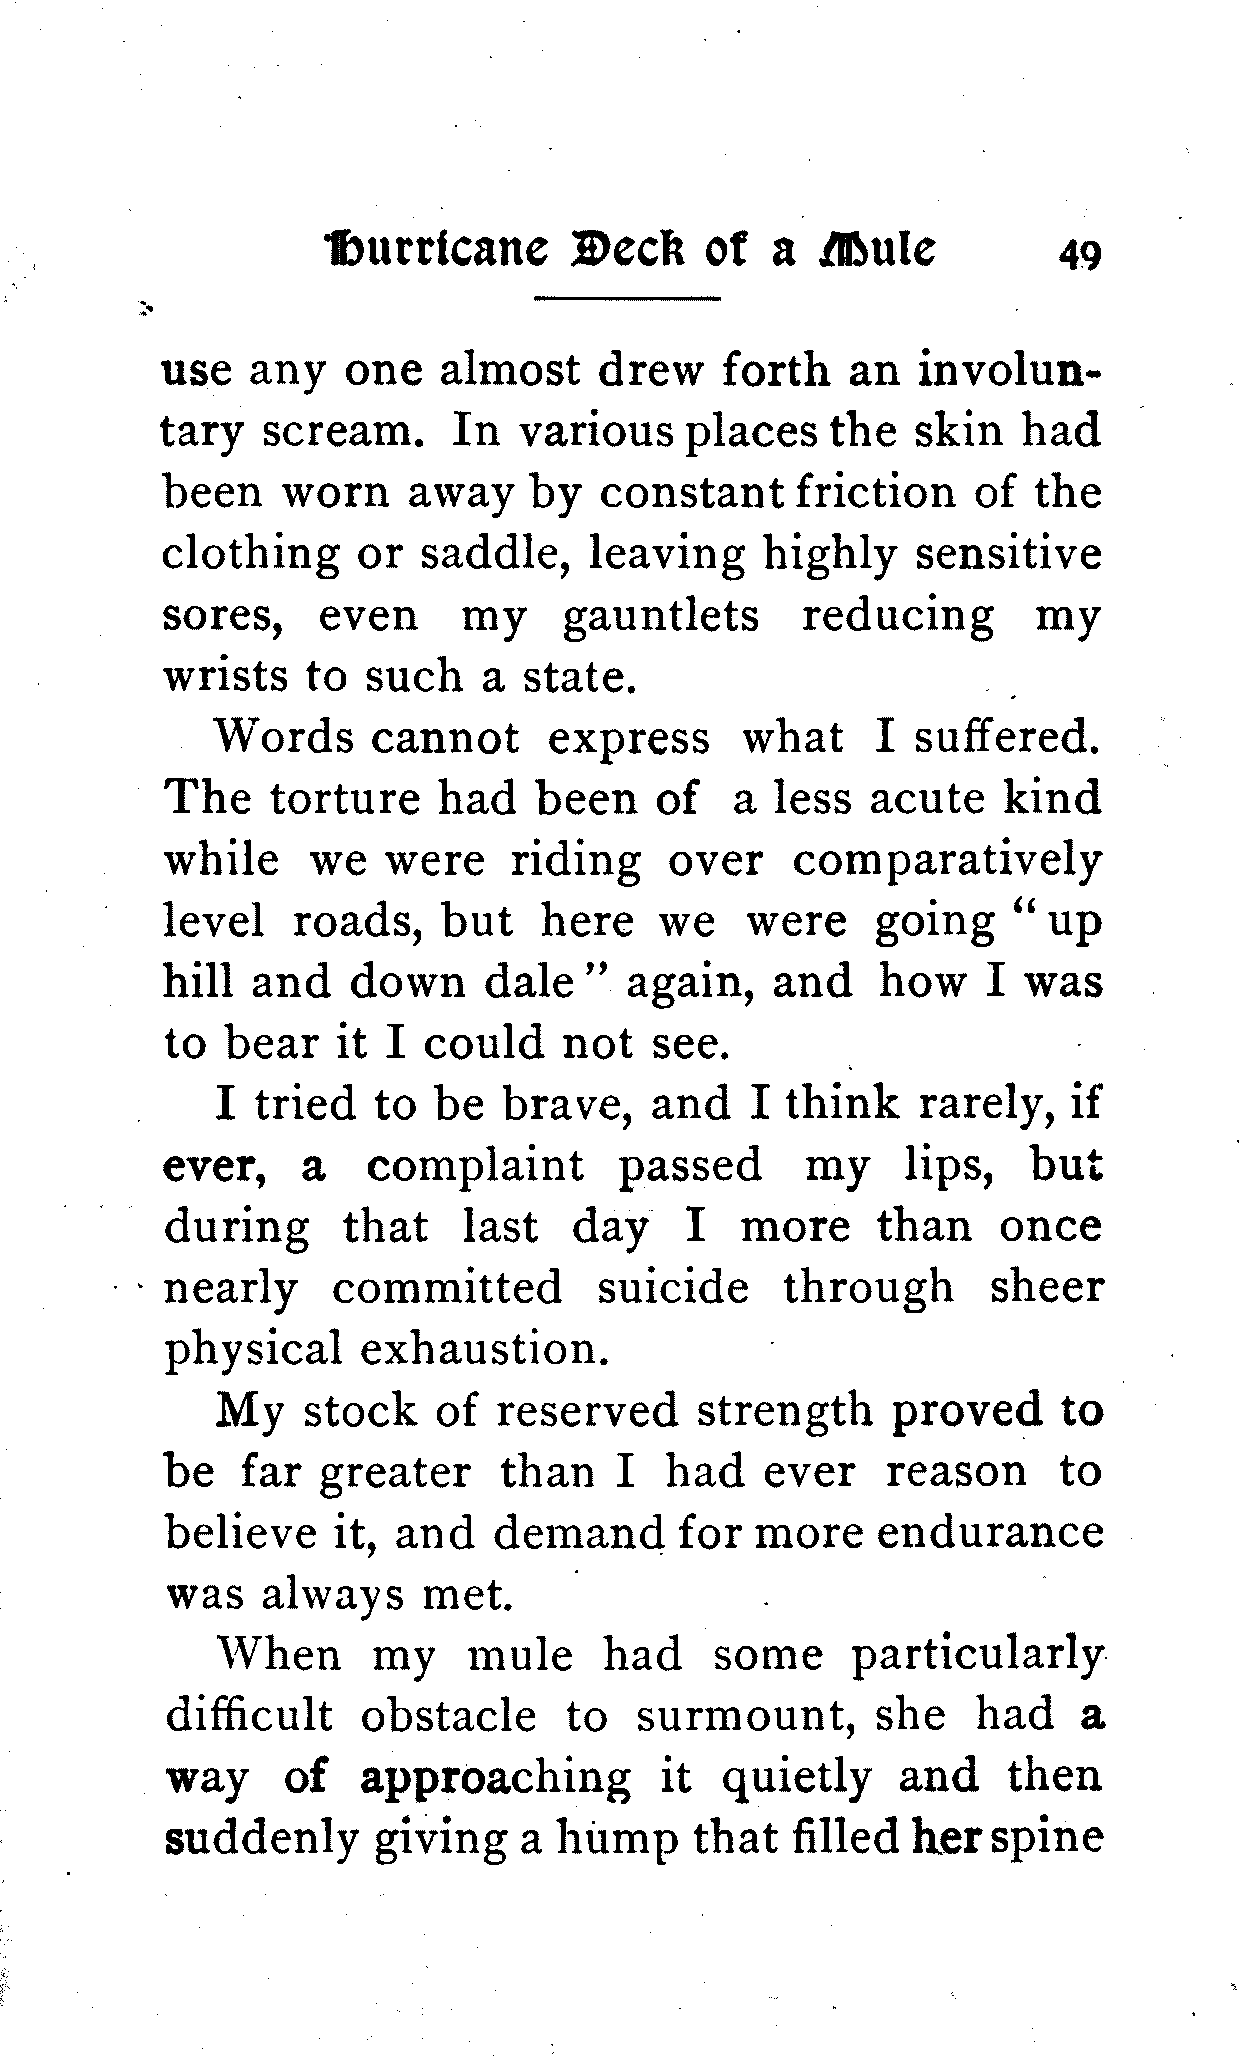 Hurricane Deck of a Mule 49
use any one almost drew forth an involun-
tary scream. In various places the skin had
been worn away by constant friction of the
clothing or saddle, leaving highly sensitive
sores, even my gauntlets reducing my
wrists to such a state.
Words cannot express what I suffered.
The torture had been of a less acute kind
while we were riding over comparatively
level roads, but here we were going “ up
hill and down dale ” again, and how I was
to bear it I could not see.
I tried to be brave, and I think rarely, if
ever, a complaint passed my lips, but
during that last day I more than once
nearly committed suicide through sheer
physical exhaustion.
My stock of reserved strength proved to
be far greater than I had ever reason to
believe it, and demand for more endurance
was always met.
When my mule had some particularly
difficult obstacle to surmount, she had a
way of approaching it quietly and then
suddenly giving a hump that filled her spine